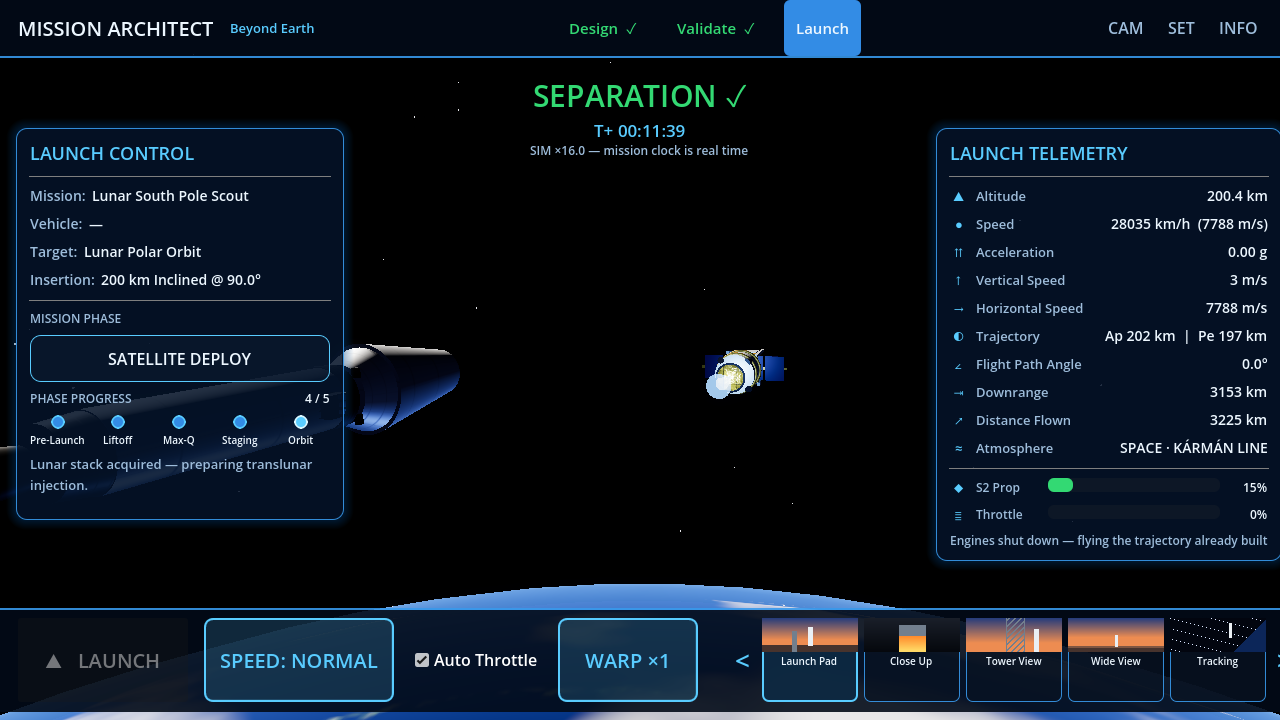 MISSION ARCHITECT Beyond Earth Design ✓ Validate ✓ Launch CAM SET INFO
SEPARATION ✓
T+ 00:11:39
SIM ×16.0 — mission clock is real time
LAUNCH CONTROL
Mission: Lunar South Pole Scout
Vehicle: —
Target: Lunar Polar Orbit
Insertion: 200 km Inclined @ 90.0°
MISSION PHASE
SATELLITE DEPLOY
PHASE PROGRESS 4 / 5
Pre-Launch Liftoff Max-Q Staging Orbit
Lunar stack acquired — preparing translunar
injection.
LAUNCH TELEMETRY
Altitude 200.4 km
Speed 28035 km/h (7788 m/s)
Acceleration 0.00 g
Vertical Speed 3 m/s
Horizontal Speed 7788 m/s
Trajectory Ap 202 km | Pe 197 km
Flight Path Angle 0.0°
Downrange 3153 km
Distance Flown 3225 km
Atmosphere SPACE · KÁRMÁN LINE
S2 Prop 15%
Throttle 0%
Engines shut down — flying the trajectory already built
▲ LAUNCH SPEED: NORMAL Auto Throttle WARP ×1 < Launch Pad Close Up Tower View Wide View Tracking